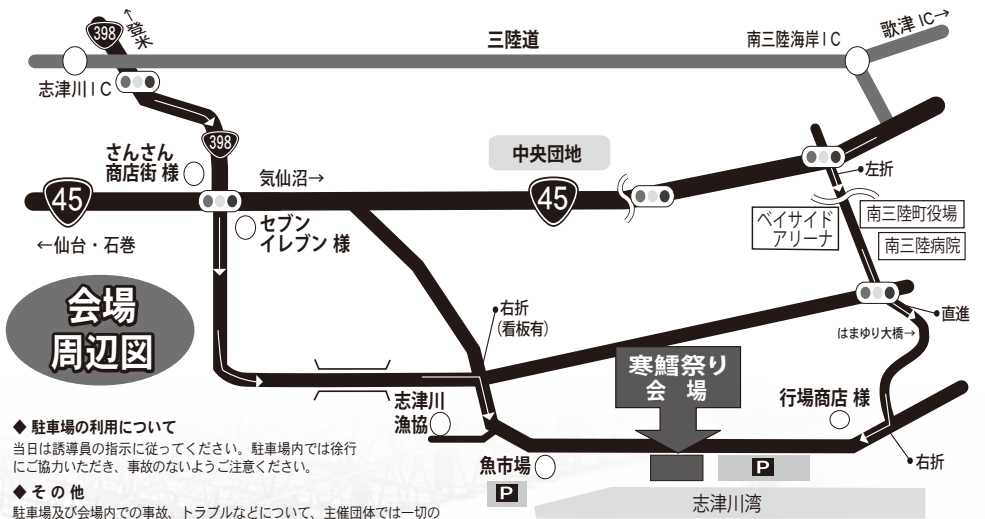 398
↑登米
三陸道
南三陸海岸IC
歌津 IC→
志津川IC
398
さんさん
商店街 様
気仙沼→
中央団地
45
45
←仙台・石巻
セブン
イレブン 様
左折
ベイサイド
アリーナ
南三陸町役場
南三陸病院
会場
周辺図
右折
(看板有)
直進
はまゆり大橋→
寒鱈祭り
会 場
志津川
漁協
行場商店 様
魚市場
P
P
右折
志津川湾
◆ 駐車場の利用について
当日は誘導員の指示に従ってください。駐車場内では徐行
にご協力いただき、事故のないようご注意ください。
◆ そ の 他
駐車場及び会場内での事故、トラブルなどについて、主催団体では一切の